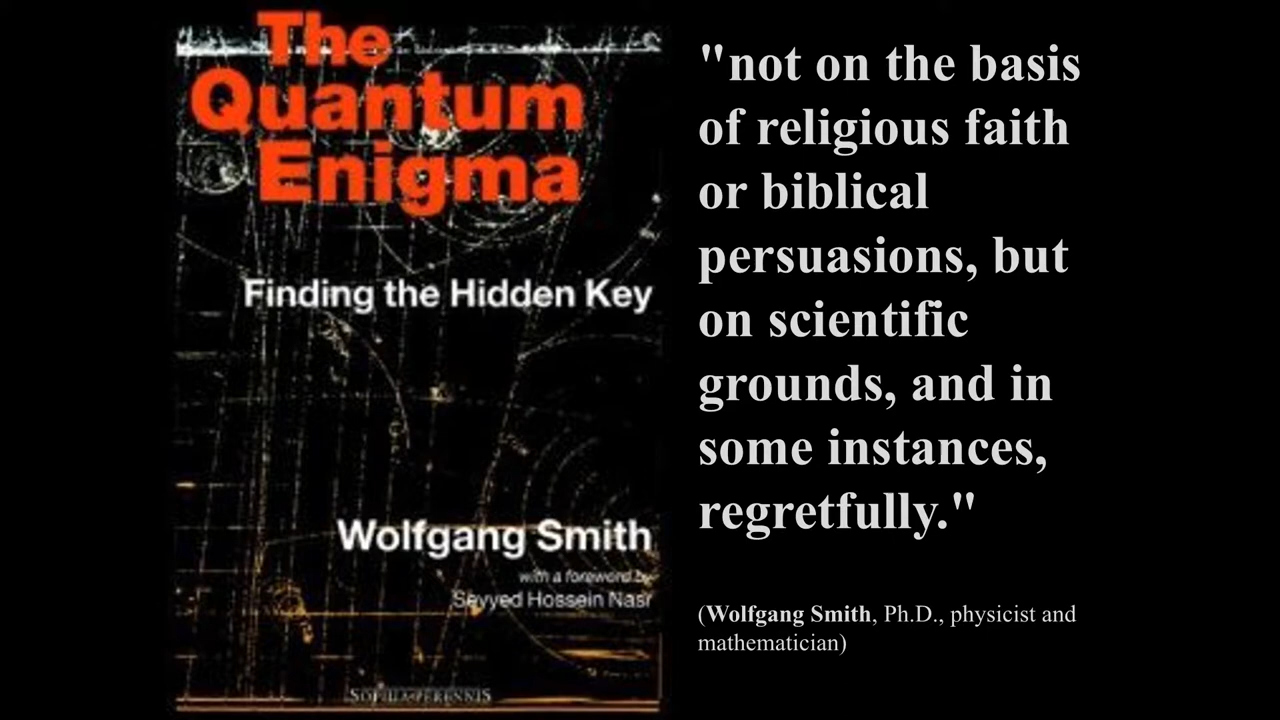 The
Quantum
Enigma
Finding the Hidden Key
Wolfgang Smith
with a foreword by
Seyyed Hossein Nasr
SOPHIA PERENNIS
"not on the basis
of religious faith
or biblical
persuasions, but
on scientific
grounds, and in
some instances,
regretfully."
(Wolfgang Smith, Ph.D., physicist and
mathematician)